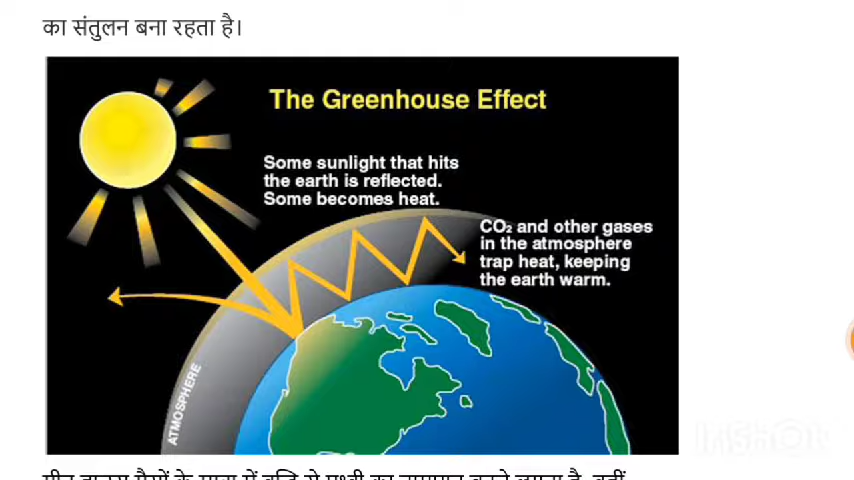 का संतुलन बना रहता है।
The Greenhouse Effect
Some sunlight that hits
the earth is reflected.
Some becomes heat.
CO₂ and other gases
in the atmosphere
trap heat, keeping
the earth warm.
ATMOSPHERE